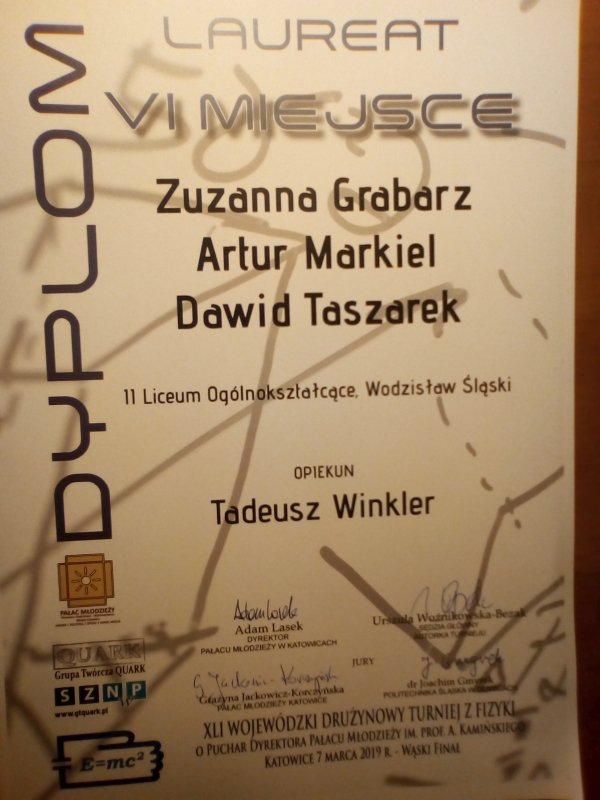 DYPLOM
LAUREAT
VI MIEJSCE
Zuzanna Grabarz
Artur Markiel
Dawid Taszarek
11 Liceum Ogólnokształcące, Wodzisław Śląski
OPIEKUN
Tadeusz Winkler
PAŁAC MŁODZIEŻY
Adam Lasek
DYREKTOR
PAŁACU MŁODZIEŻY W KATOWICACH
Urszula Woźnikowska-Bezak
SĘDZIA GŁÓWNY
AUTORKA TURNIEJU
JURY
Grażyna Jackowicz-Korczyńska
PAŁAC MŁODZIEŻY KATOWICE
dr Joachim
POLITECHNIKA ŚLĄSKA
QUARK
Grupa Twórcza QUARK
SZNP
www.gtquark.pl
E=mc²
XLI WOJEWÓDZKI DRUŻYNOWY TURNIEJ Z FIZYKI
O PUCHAR DYREKTORA PAŁACU MŁODZIEŻY IM. PROF. A. KAMIŃSKIEGO
KATOWICE 7 MARCA 2019 R. - WĄSKI FINAŁ